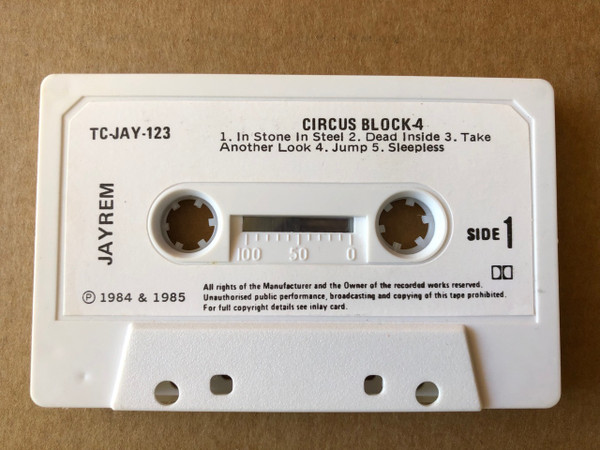 CIRCUS BLOCK-4
TC-JAY-123
1. In Stone In Steel 2. Dead Inside 3. Take
Another Look 4. Jump 5. Sleepless
JAYREM
SIDE 1
100 50 0
℗ 1984 & 1985
All rights of the Manufacturer and the Owner of the recorded works reserved.
Unauthorised public performance, broadcasting and copying of this tape prohibited.
For full copyright details see inlay card.